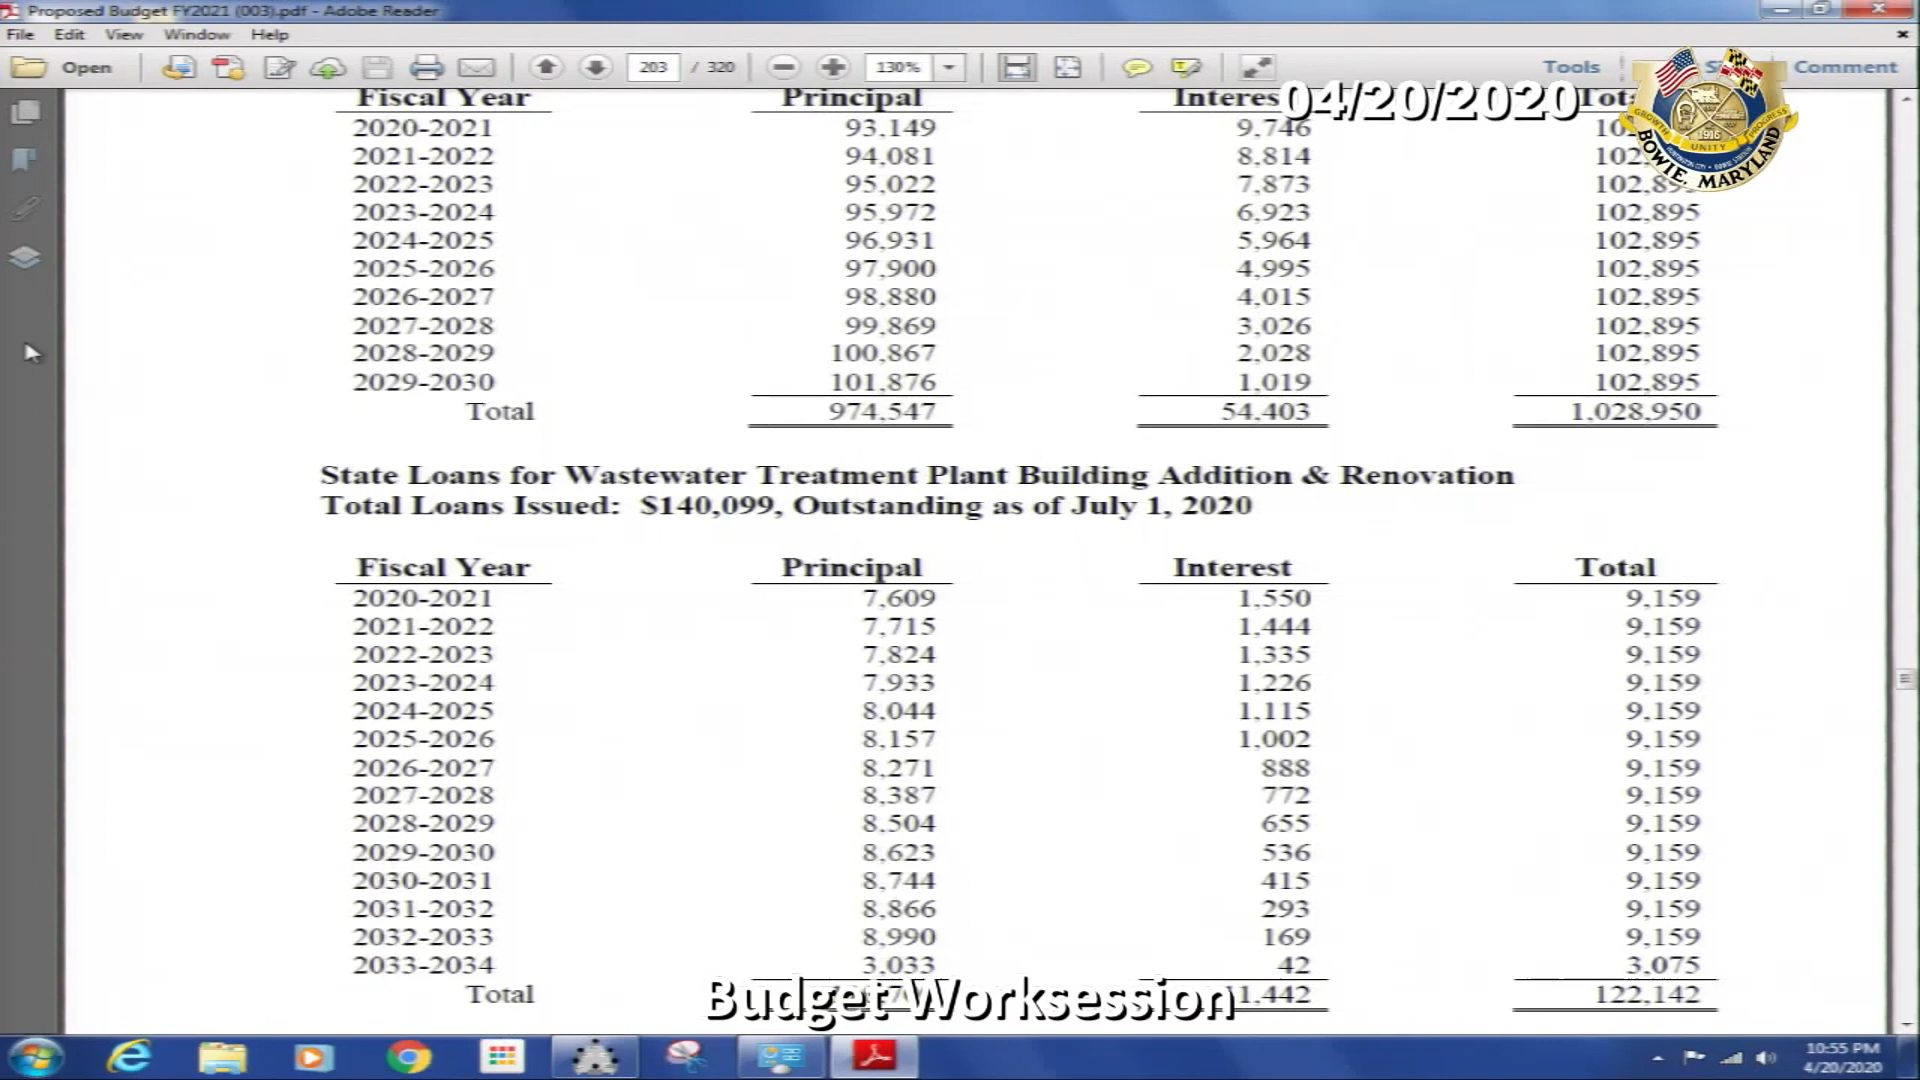 Proposed Budget FY2021 (003).pdf - Adobe Reader
File Edit View Window Help
Open 203 / 320 130% Tools Comment
04/20/2020
GROWTH UNITY PROGRESS
1916
BOWIE, MARYLAND
Fiscal Year Principal Interes
2020-2021 93,149 9,746
2021-2022 94,081 8,814
2022-2023 95,022 7,873
2023-2024 95,972 6,923 102,895
2024-2025 96,931 5,964 102,895
2025-2026 97,900 4,995 102,895
2026-2027 98,880 4,015 102,895
2027-2028 99,869 3,026 102,895
2028-2029 100,867 2,028 102,895
2029-2030 101,876 1,019 102,895
Total 974,547 54,403 1,028,950
State Loans for Wastewater Treatment Plant Building Addition & Renovation
Total Loans Issued: $140,099, Outstanding as of July 1, 2020
Fiscal Year Principal Interest Total
2020-2021 7,609 1,550 9,159
2021-2022 7,715 1,444 9,159
2022-2023 7,824 1,335 9,159
2023-2024 7,933 1,226 9,159
2024-2025 8,044 1,115 9,159
2025-2026 8,157 1,002 9,159
2026-2027 8,271 888 9,159
2027-2028 8,387 772 9,159
2028-2029 8,504 655 9,159
2029-2030 8,623 536 9,159
2030-2031 8,744 415 9,159
2031-2032 8,866 293 9,159
2032-2033 8,990 169 9,159
2033-2034 3,033 42 3,075
Total 122,142
Budget Worksession
10:55 PM
4/20/2020